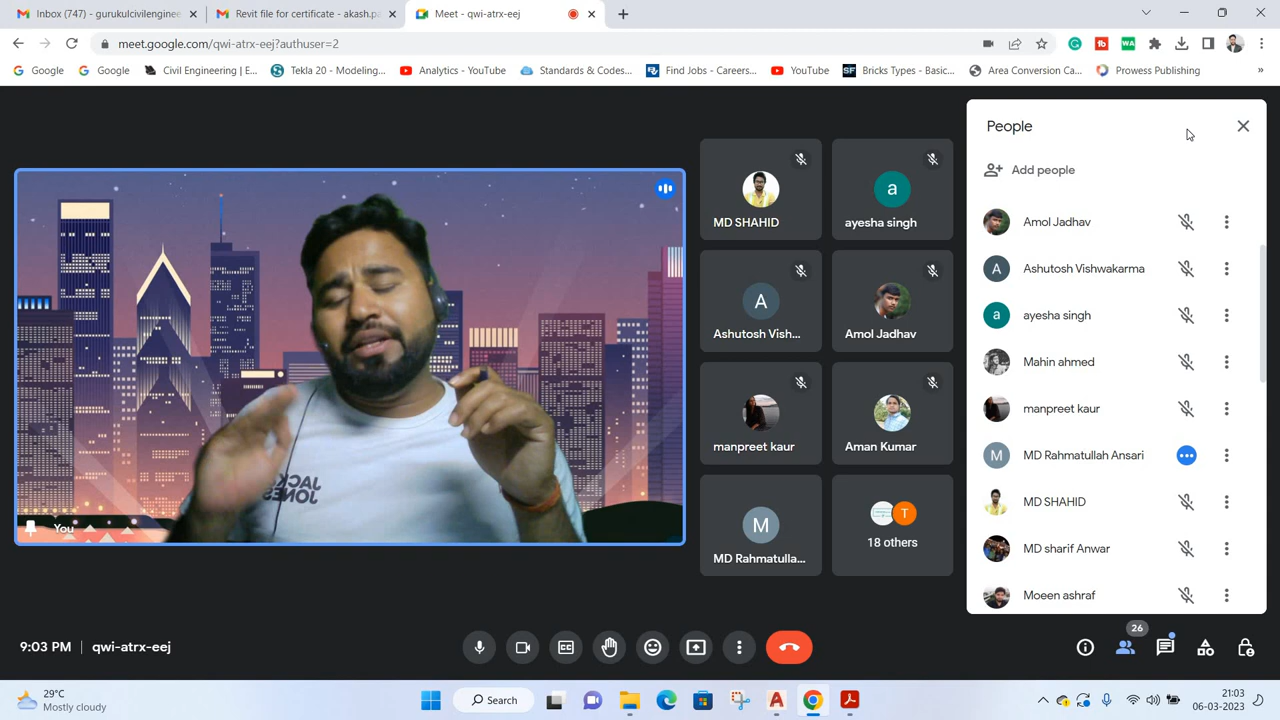 Inbox (747) - gurukulcivilengineer
Revit file for certificate - akash.pa
Meet - qwi-atrx-eej
meet.google.com/qwi-atrx-eej?authuser=2
Google
Google
Civil Engineering | E...
Tekla 20 - Modeling...
Analytics - YouTube
Standards & Codes...
Find Jobs - Careers...
YouTube
Bricks Types - Basic...
Area Conversion Ca...
Prowess Publishing
»
You
JACK
JONES
MD SHAHID
a
ayesha singh
A
Ashutosh Vish...
Amol Jadhav
manpreet kaur
Aman Kumar
M
MD Rahmatulla...
T
18 others
People
Add people
Amol Jadhav
A
Ashutosh Vishwakarma
a
ayesha singh
Mahin ahmed
manpreet kaur
M
MD Rahmatullah Ansari
MD SHAHID
MD sharif Anwar
Moeen ashraf
26
9:03 PM | qwi-atrx-eej
29°C
Mostly cloudy
Search
21:03
06-03-2023